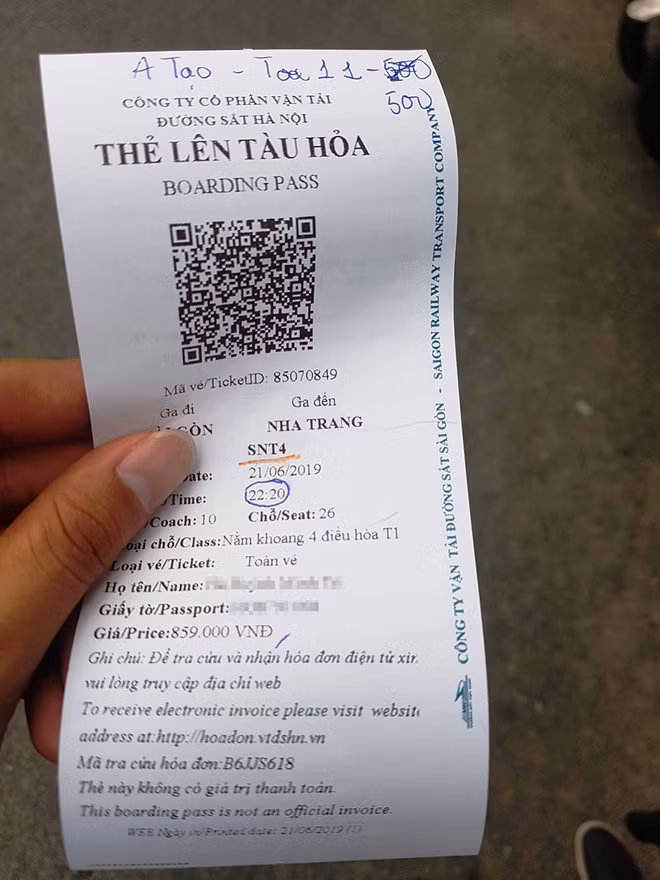 A Tạo - Toa 11 -
500
CÔNG TY CỔ PHẦN VẬN TẢI
ĐƯỜNG SẮT HÀ NỘI
THẺ LÊN TÀU HỎA
BOARDING PASS
Mã vé/TicketID: 85070849
Ga đi Ga đến
GÒN NHA TRANG
SNT4
Date: 21/06/2019
/Time: 22:20
/Coach: 10 Chỗ/Seat: 26
oại chỗ/Class:Nằm khoang 4 điều hòa T1
Loại vé/Ticket: Toàn vé
Họ tên/Name:
Giấy tờ/Passport:
Giá/Price:859.000 VNĐ
Ghi chú: Để tra cứu và nhận hóa đơn điện tử xin
vui lòng truy cập địa chỉ web
To receive electronic invoice please visit website
address at:http://hoadon.vtdshn.vn
Mã tra cứu hóa đơn:B6JJS618
Thẻ này không có giá trị thanh toán.
This boarding pass is not an official invoice.
WEB Ngày in/Printed date: 21/06/2019 (1)
CÔNG TY VẬN TẢI ĐƯỜNG SẮT SÀI GÒN - SAIGON RAILWAY TRANSPORT COMPANY